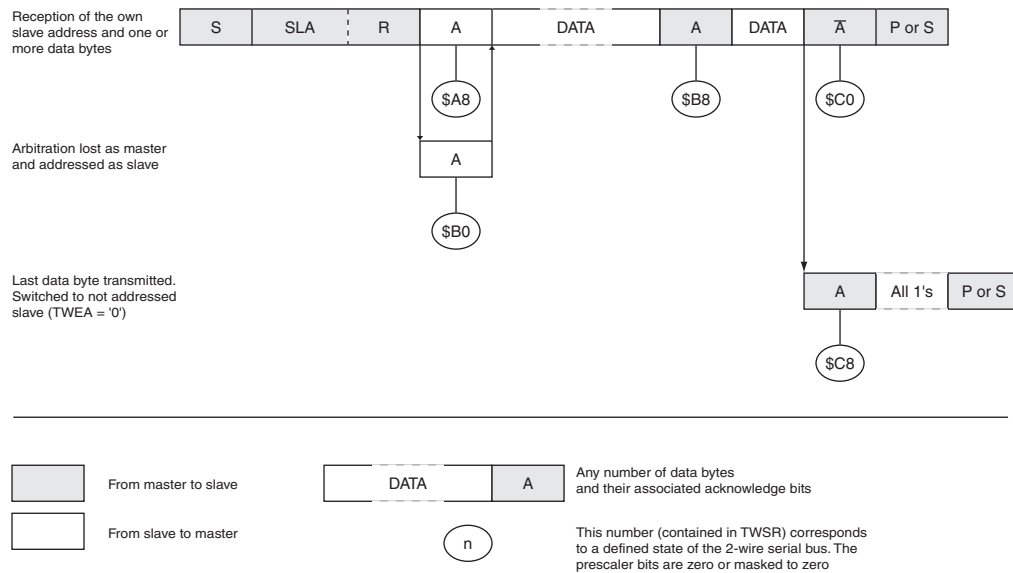 Reception of the own
slave address and one or
more data bytes
S SLA R A DATA A DATA A̅ P or S
$A8 $B8 $C0
Arbitration lost as master
and addressed as slave
A
$B0
Last data byte transmitted.
Switched to not addressed
slave (TWEA = '0')
A All 1's P or S
$C8
From master to slave
DATA A
Any number of data bytes
and their associated acknowledge bits
From slave to master
n
This number (contained in TWSR) corresponds
to a defined state of the 2-wire serial bus. The
prescaler bits are zero or masked to zero